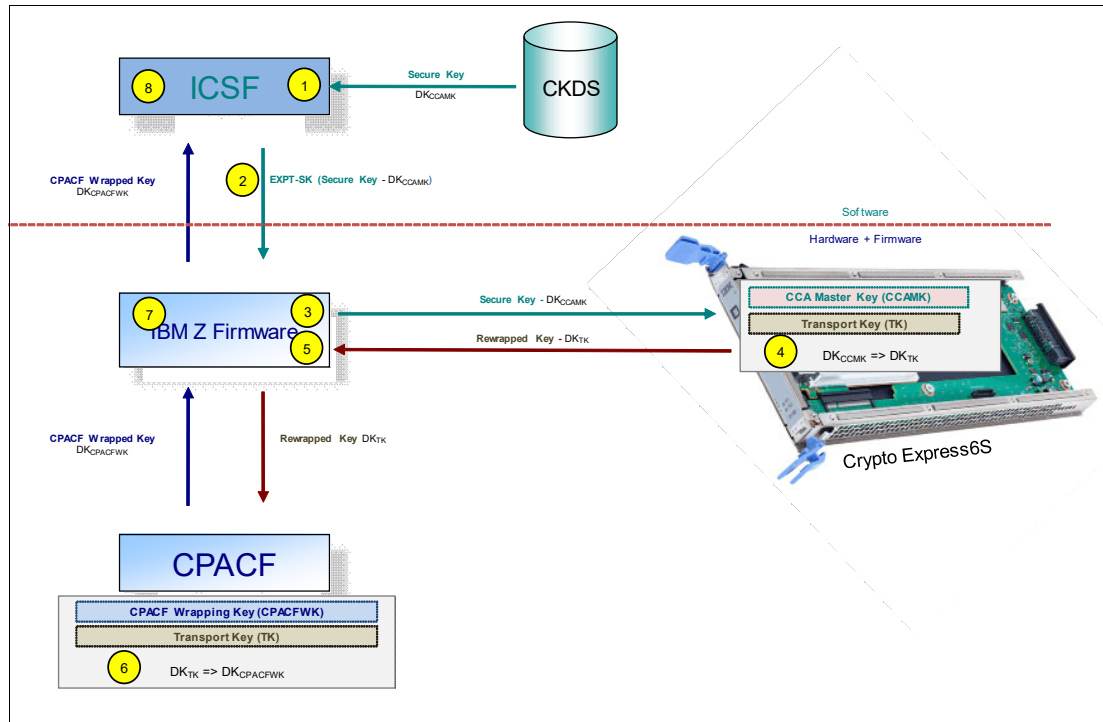 ICSF
8
1
Secure Key
DKCCAMK
CKDS
CPACF Wrapped Key
DKCPACFWK
2
EXPT-SK (Secure Key - DKCCAMK)
Software
Hardware + Firmware
7
3
IBM Z Firmware
5
Secure Key - DKCCAMK
Rewrapped Key - DKTK
CCA Master Key (CCAMK)
Transport Key (TK)
4
DKCCMK => DKTK
Crypto Express6S
CPACF Wrapped Key
DKCPACFWK
Rewrapped Key DKTK
CPACF
CPACF Wrapping Key (CPACFWK)
Transport Key (TK)
6
DKTK => DKCPACFWK